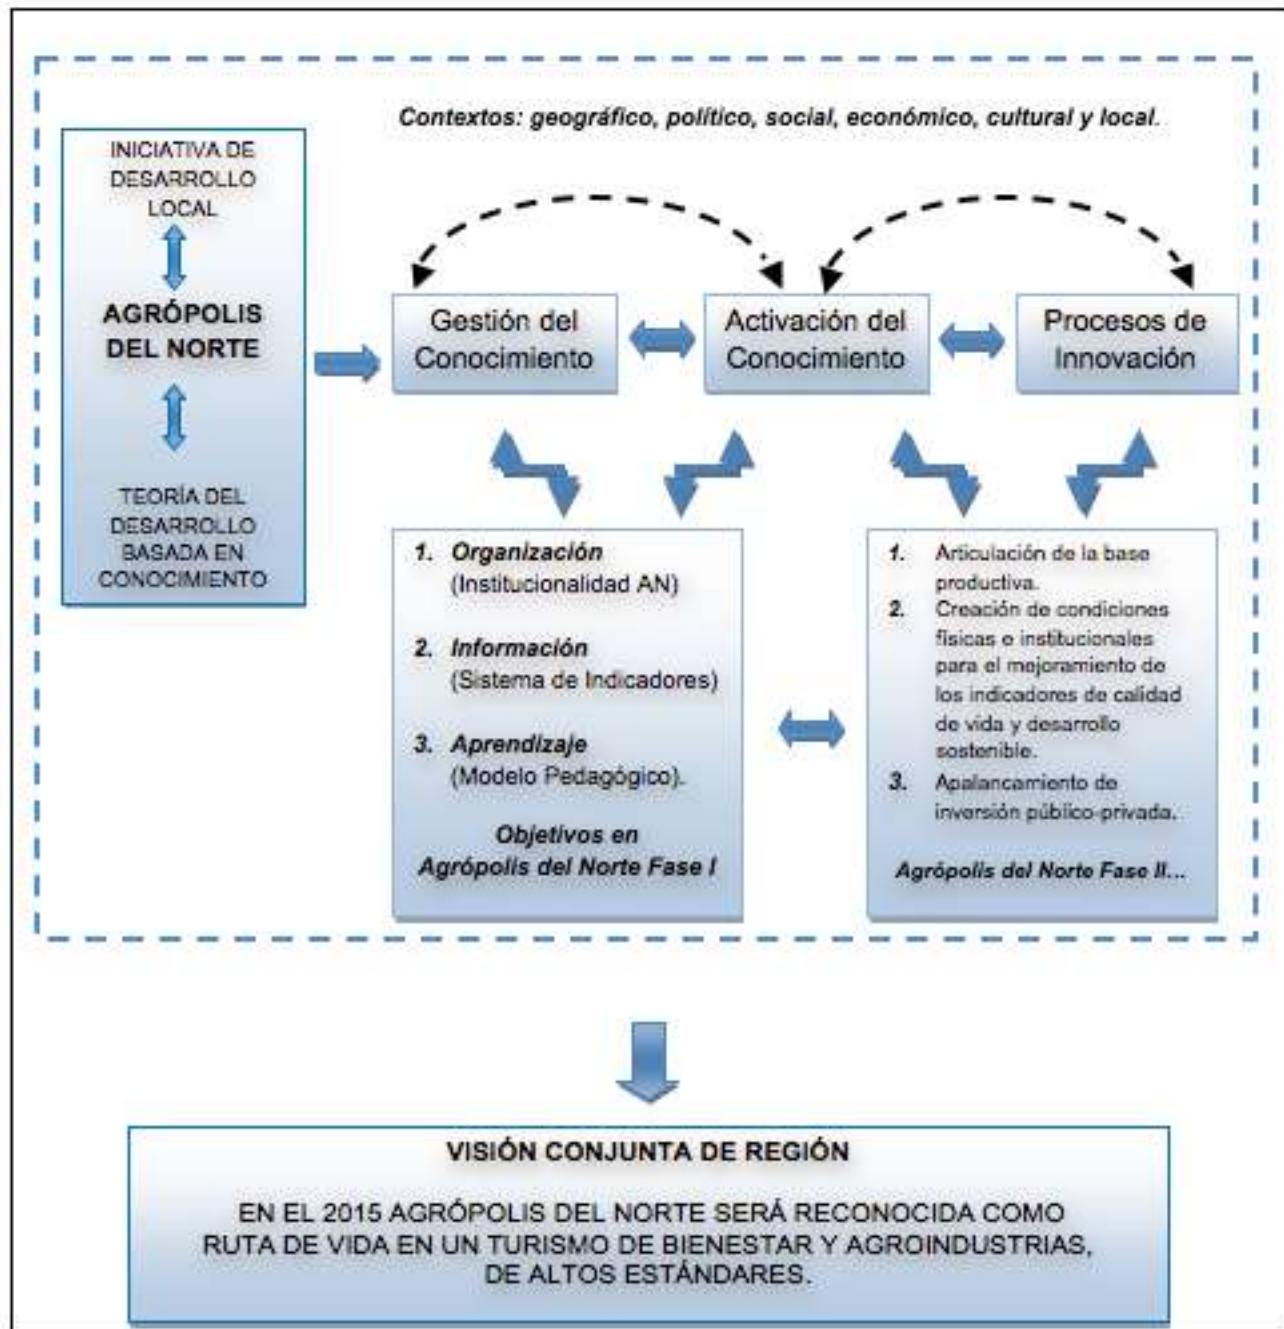 Contextos: geográfico, político, social, económico, cultural y local.
INICIATIVA DE
DESARROLLO
LOCAL
AGRÓPOLIS
DEL NORTE
TEORÍA DEL
DESARROLLO
BASADA EN
CONOCIMIENTO
Gestión del
Conocimiento
Activación del
Conocimiento
Procesos de
Innovación
1. Organización
(Institucionalidad AN)
2. Información
(Sistema de Indicadores)
3. Aprendizaje
(Modelo Pedagógico).
Objetivos en
Agrópolis del Norte Fase I
1. Articulación de la base
productiva.
2. Creación de condiciones
físicas e institucionales
para el mejoramiento de
los indicadores de calidad
de vida y desarrollo
sostenible.
3. Apalancamiento de
inversión público-privada.
Agrópolis del Norte Fase II...
VISIÓN CONJUNTA DE REGIÓN
EN EL 2015 AGRÓPOLIS DEL NORTE SERÁ RECONOCIDA COMO
RUTA DE VIDA EN UN TURISMO DE BIENESTAR Y AGROINDUSTRIAS,
DE ALTOS ESTÁNDARES.